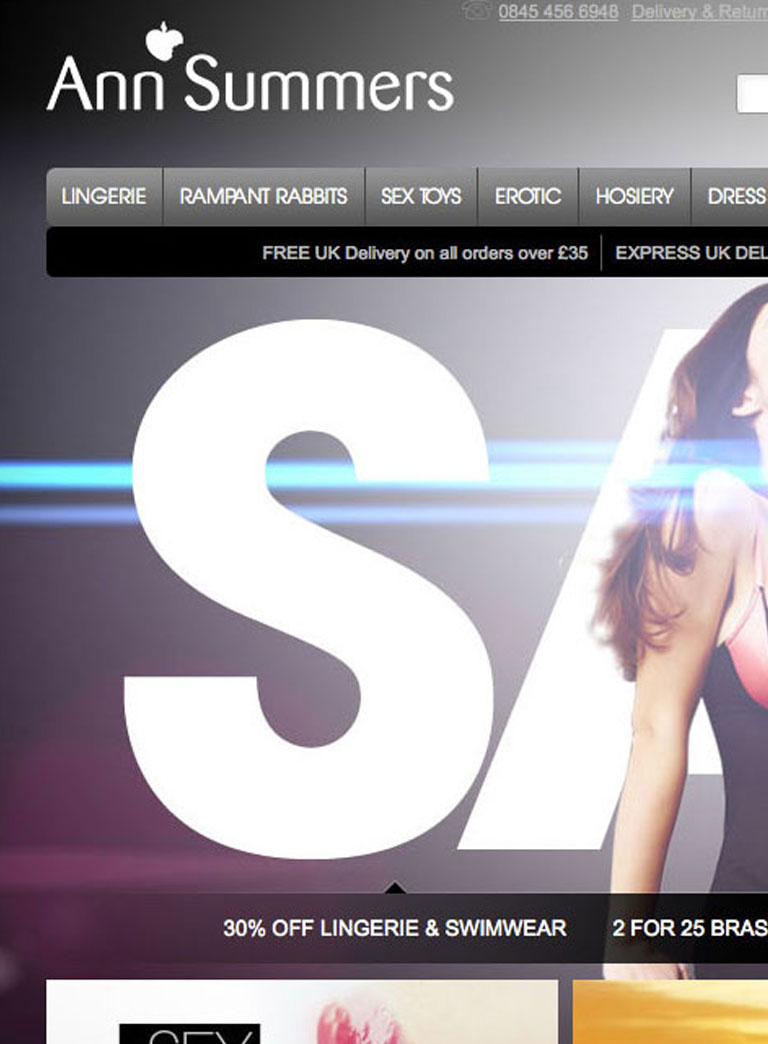 0845 456 6948 Delivery & Return
Ann Summers
LINGERIE RAMPANT RABBITS SEX TOYS EROTIC HOSIERY DRESS
FREE UK Delivery on all orders over £35 EXPRESS UK DEL
SA
30% OFF LINGERIE & SWIMWEAR 2 FOR 25 BRAS
SEX